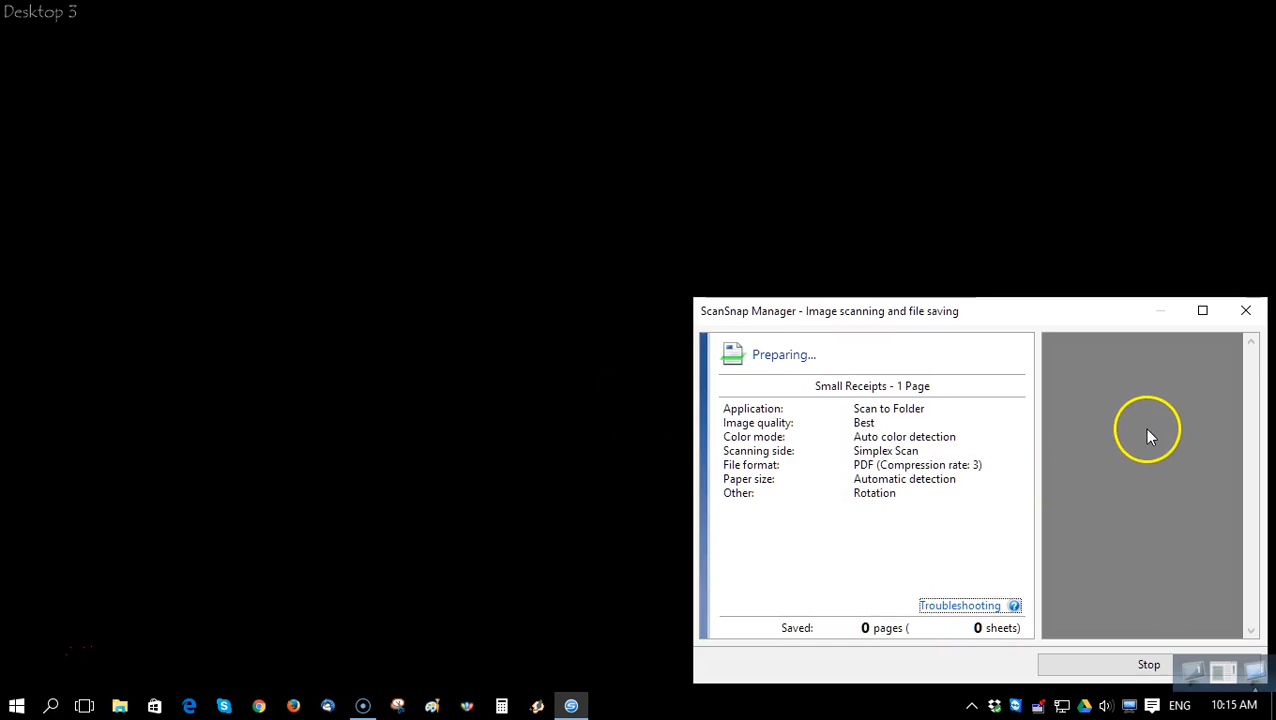 Desktop 3
ScanSnap Manager - Image scanning and file saving
Preparing...
Small Receipts - 1 Page
Application: Scan to Folder
Image quality: Best
Color mode: Auto color detection
Scanning side: Simplex Scan
File format: PDF (Compression rate: 3)
Paper size: Automatic detection
Other: Rotation
Troubleshooting ?
Saved: 0 pages ( 0 sheets)
Stop
ENG 10:15 AM